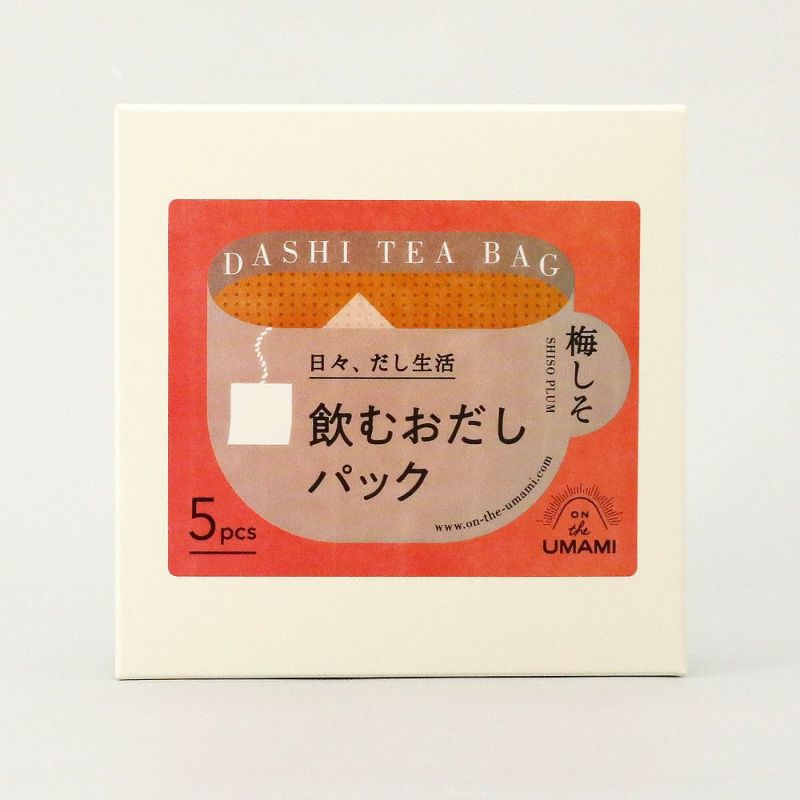 DASHI TEA BAG
日々、だし生活
飲むおだし
パック
梅しそ
SHISO PLUM
www.on-the-umami.com
5pcs
ON
the
UMAMI